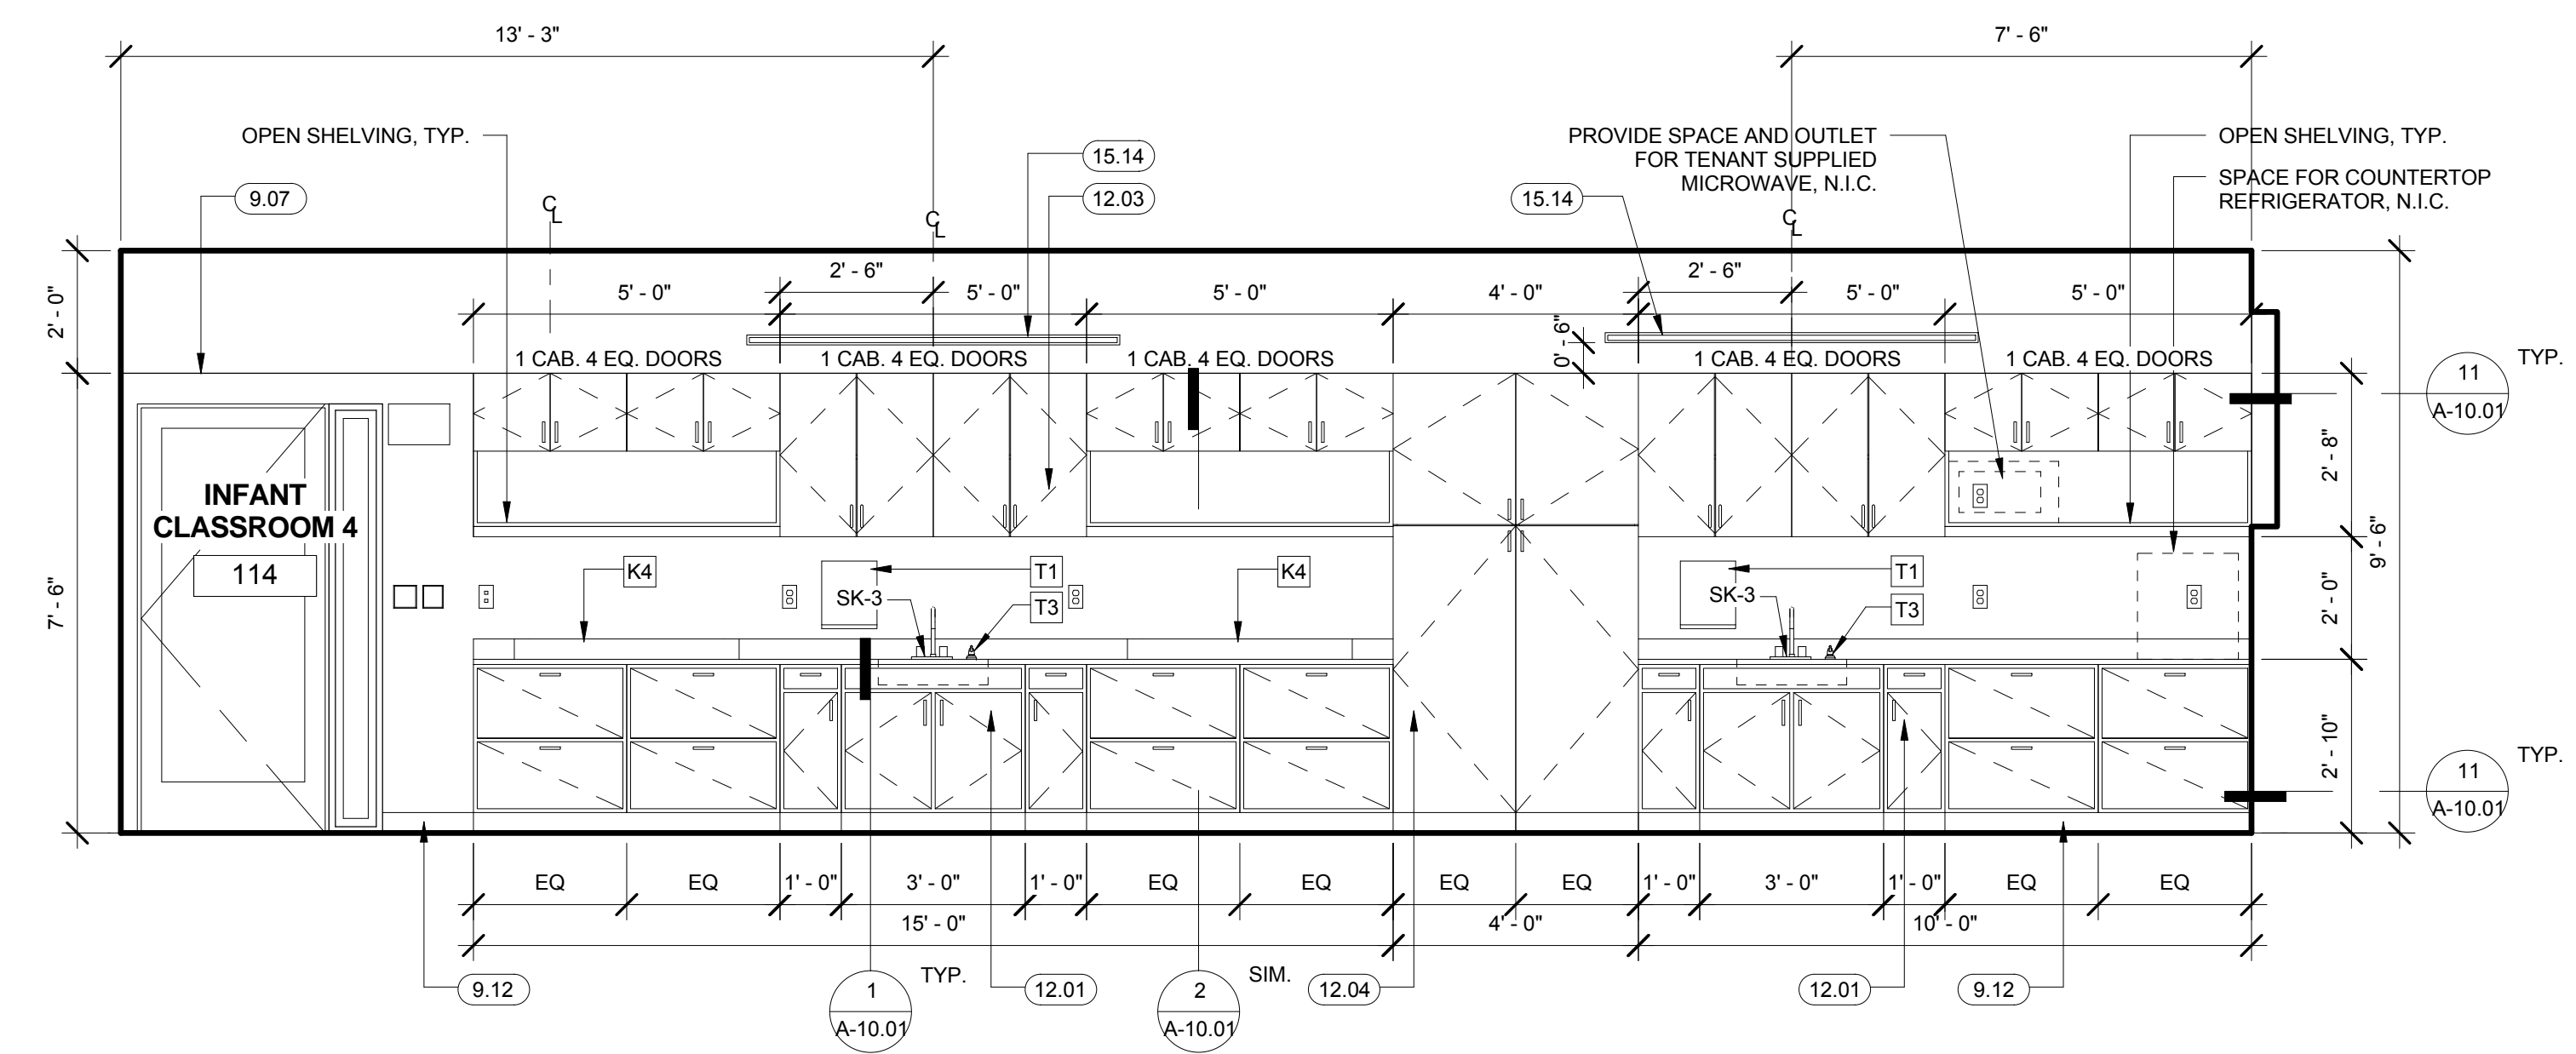 13' - 3"
7' - 6"
OPEN SHELVING, TYP.
15.14
PROVIDE SPACE AND OUTLET
FOR TENANT SUPPLIED
MICROWAVE, N.I.C.
OPEN SHELVING, TYP.
9.07
12.03
15.14
SPACE FOR COUNTERTOP
REFRIGERATOR, N.I.C.
CL
CL
CL
2' - 6"
2' - 6"
5' - 0"
5' - 0"
5' - 0"
4' - 0"
5' - 0"
5' - 0"
2' - 0"
0' - 6"
1 CAB. 4 EQ. DOORS
1 CAB. 4 EQ. DOORS
1 CAB. 4 EQ. DOORS
1 CAB. 4 EQ. DOORS
1 CAB. 4 EQ. DOORS
11
A-10.01
TYP.
2' - 8"
INFANT
CLASSROOM 4
114
9' - 6"
K4
T1
K4
T1
SK-3
T3
SK-3
T3
7' - 6"
2' - 0"
2' - 10"
11
A-10.01
TYP.
EQ
EQ
1' - 0"
3' - 0"
1' - 0"
EQ
EQ
EQ
EQ
1' - 0"
3' - 0"
1' - 0"
EQ
EQ
15' - 0"
4' - 0"
10' - 0"
9.12
1
A-10.01
TYP.
12.01
2
A-10.01
SIM.
12.04
12.01
9.12